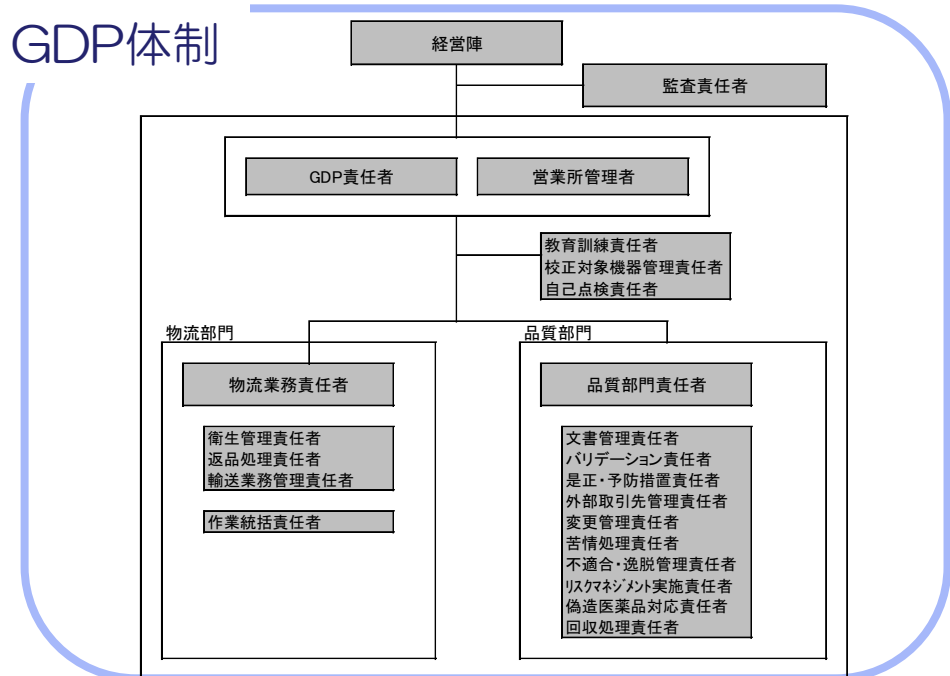 GDP体制
経営陣
監査責任者
GDP責任者
営業所管理者
教育訓練責任者
校正対象機器管理責任者
自己点検責任者
物流部門
物流業務責任者
衛生管理責任者
返品処理責任者
輸送業務管理責任者
作業統括責任者
品質部門
品質部門責任者
文書管理責任者
バリデーション責任者
是正・予防措置責任者
外部取引先管理責任者
変更管理責任者
苦情処理責任者
不適合・逸脱管理責任者
ﾘｽｸﾏﾈｼﾞﾒﾝﾄ実施責任者
偽造医薬品対応責任者
回収処理責任者